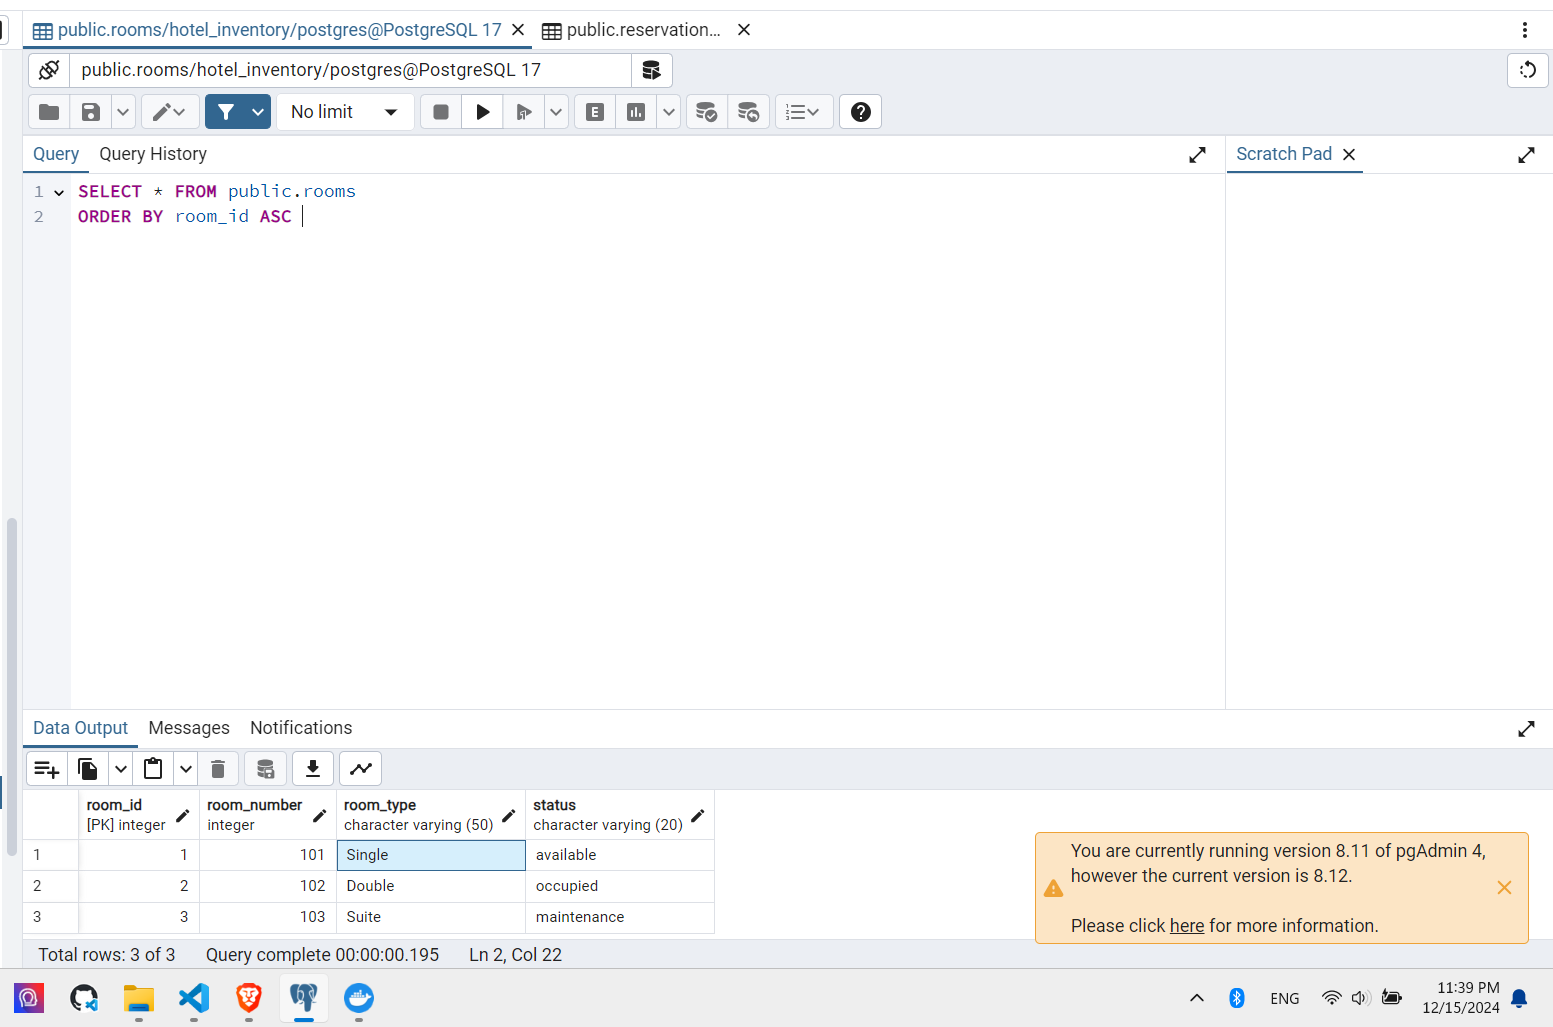 public.rooms/hotel_inventory/postgres@PostgreSQL 17 public.reservation...
public.rooms/hotel_inventory/postgres@PostgreSQL 17
No limit
E
Query Query History Scratch Pad
1 SELECT * FROM public.rooms
2 ORDER BY room_id ASC
Data Output Messages Notifications
room_id room_number room_type status
[PK] integer integer character varying (50) character varying (20)
1 1 101 Single available
2 2 102 Double occupied
3 3 103 Suite maintenance
You are currently running version 8.11 of pgAdmin 4,
however the current version is 8.12.
Please click here for more information.
Total rows: 3 of 3 Query complete 00:00:00.195 Ln 2, Col 22
ENG 11:39 PM
12/15/2024